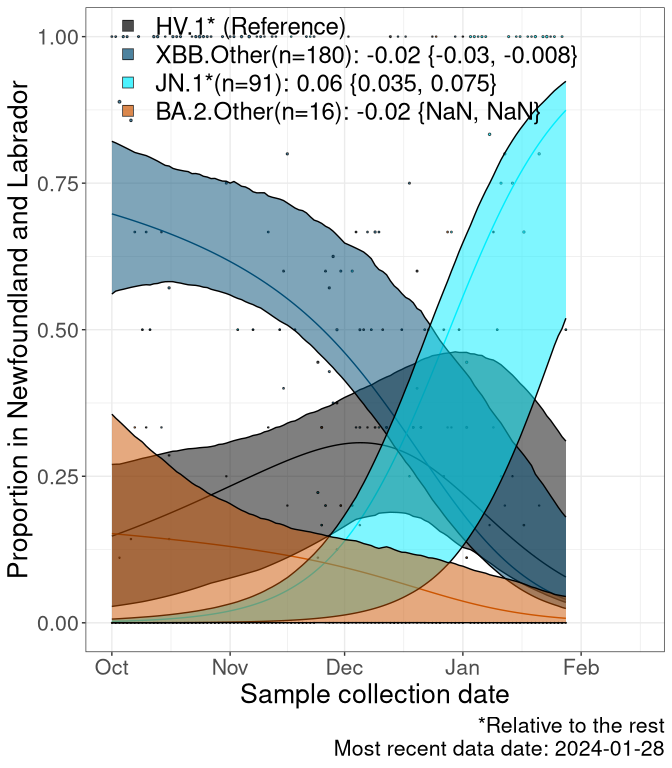 HV.1* (Reference)
XBB.Other(n=180): -0.02 {-0.03, -0.008}
JN.1*(n=91): 0.06 {0.035, 0.075}
BA.2.Other(n=16): -0.02 {NaN, NaN}
Proportion in Newfoundland and Labrador
1.00
0.75
0.50
0.25
0.00
Oct Nov Dec Jan Feb
Sample collection date
*Relative to the rest
Most recent data date: 2024-01-28